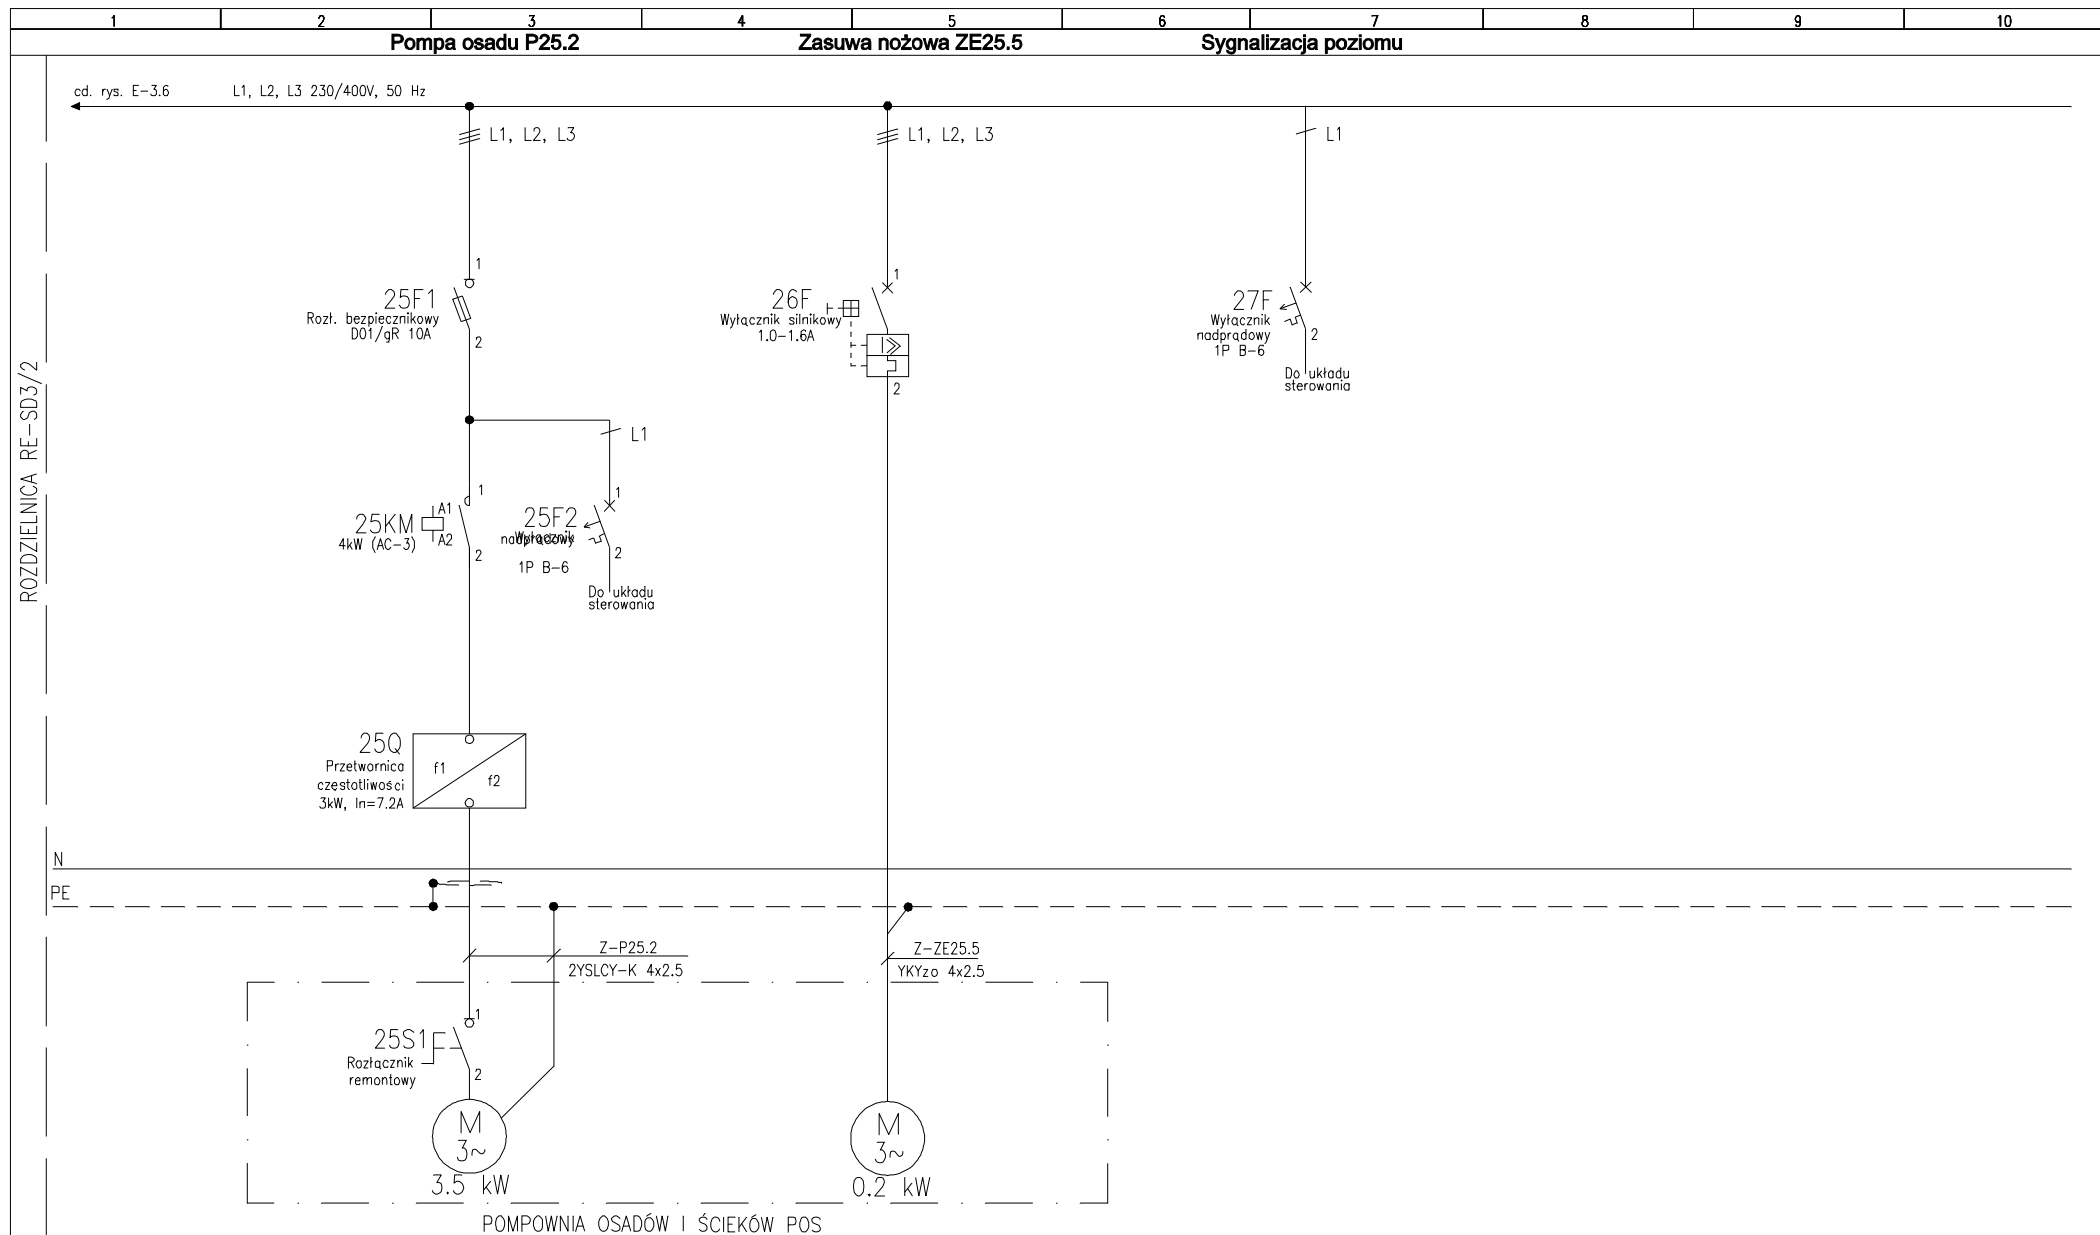 1 2 3 4 5 6 7 8 9 10
Pompa osadu P25.2
Zasuwa nożowa ZE25.5
Sygnalizacja poziomu
cd. rys. E-3.6
L1, L2, L3 230/400V, 50 Hz
L1, L2, L3
L1, L2, L3
L1
ROZDZIELNICA RE-SD3/2
1
25F1
Rozł. bezpiecznikowy
D01/gR 10A
2
1
26F
Wyłącznik silnikowy
1.0-1.6A
I>>
2
27F
Wyłącznik
nadprądowy
1P B-6
2
Do układu
sterowania
L1
1
A1
25KM
4kW (AC-3)
A2
2
1
25F2
Wyłącznik
nadprądowy
1P B-6
2
Do układu
sterowania
25Q
Przetwornica
częstotliwości
3kW, In=7.2A
f1
f2
N
PE
Z-P25.2
2YSLCY-K 4x2.5
Z-ZE25.5
YKYżo 4x2.5
1
25S1
Rozłącznik
remontowy
2
M
3~
3.5 kW
M
3~
0.2 kW
POMPOWNIA OSADÓW I ŚCIEKÓW POS